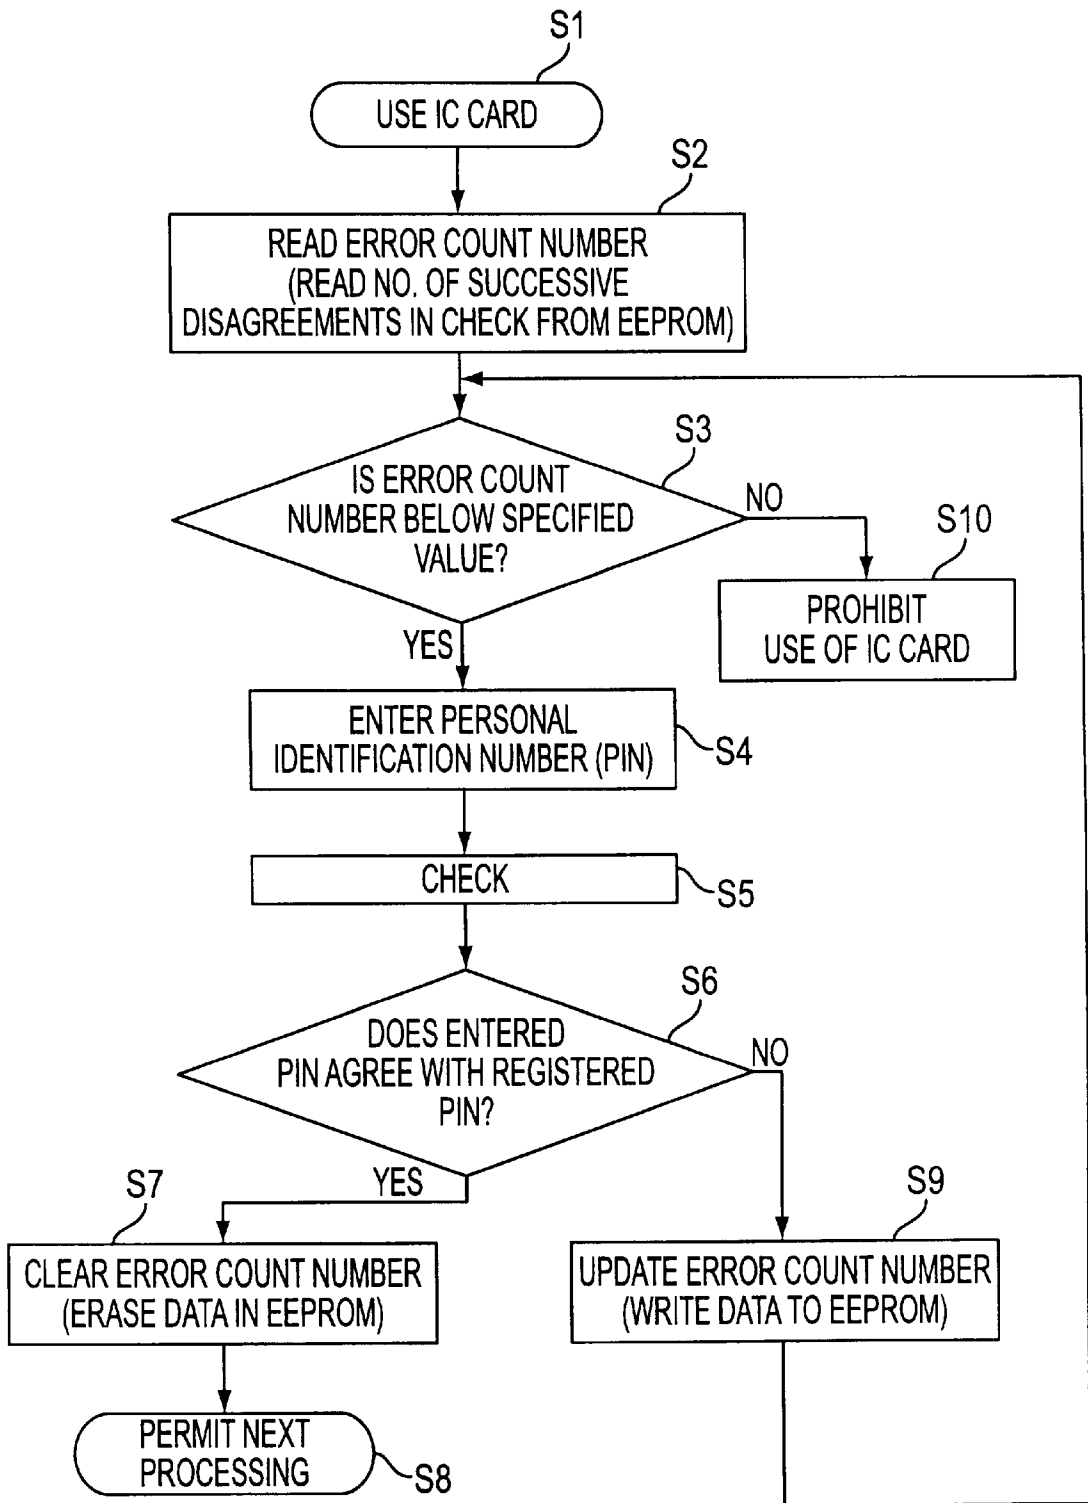 S1
USE IC CARD
S2
READ ERROR COUNT NUMBER
(READ NO. OF SUCCESSIVE
DISAGREEMENTS IN CHECK FROM EEPROM)
S3
IS ERROR COUNT
NUMBER BELOW SPECIFIED
VALUE?
NO
S10
PROHIBIT
USE OF IC CARD
YES
ENTER PERSONAL
IDENTIFICATION NUMBER (PIN)
S4
CHECK
S5
S6
DOES ENTERED
PIN AGREE WITH REGISTERED
PIN?
NO
YES
S7
CLEAR ERROR COUNT NUMBER
(ERASE DATA IN EEPROM)
S9
UPDATE ERROR COUNT NUMBER
(WRITE DATA TO EEPROM)
PERMIT NEXT
PROCESSING
S8